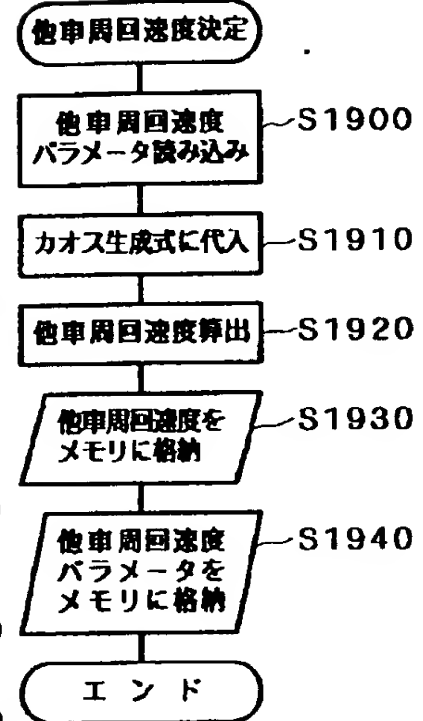 他車周回速度決定
他車周回速度
パラメータ読み込み
S1900
カオス生成式に代入
S1910
他車周回速度算出
S1920
他車周回速度を
メモリに格納
S1930
他車周回速度
パラメータを
メモリに格納
S1940
エンド